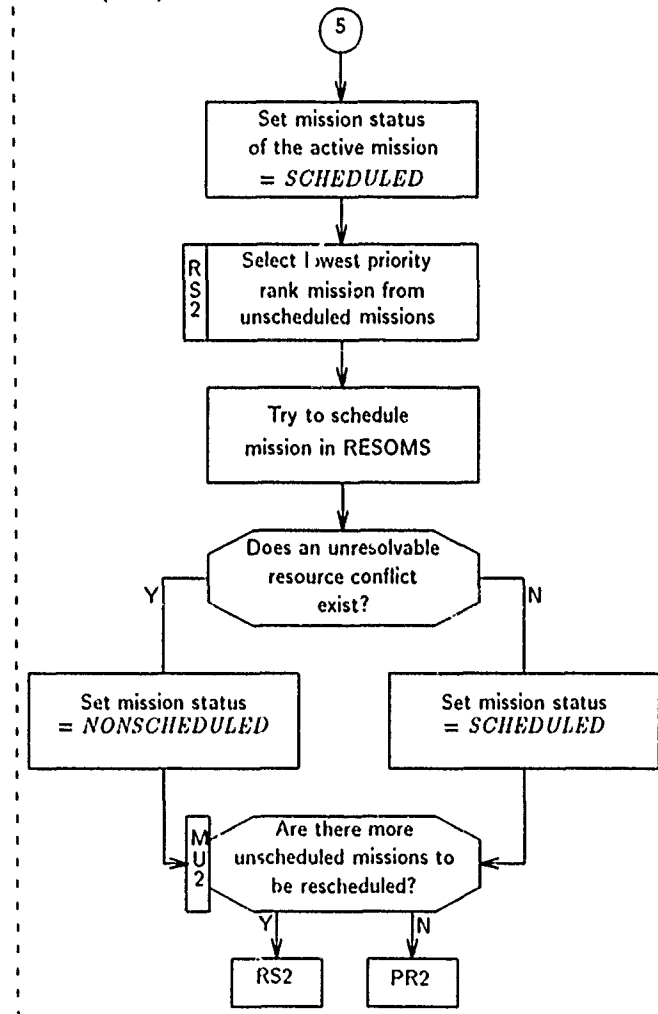 5
Set mission status
of the active mission
= SCHEDULED
RS2
Select lowest priority
rank mission from
unscheduled missions
Try to schedule
mission in RESOMS
Does an unresolvable
resource conflict
exist?
Y
N
Set mission status
= NONSCHEDULED
Set mission status
= SCHEDULED
MU2
Are there more
unscheduled missions to
be rescheduled?
Y
N
RS2
PR2